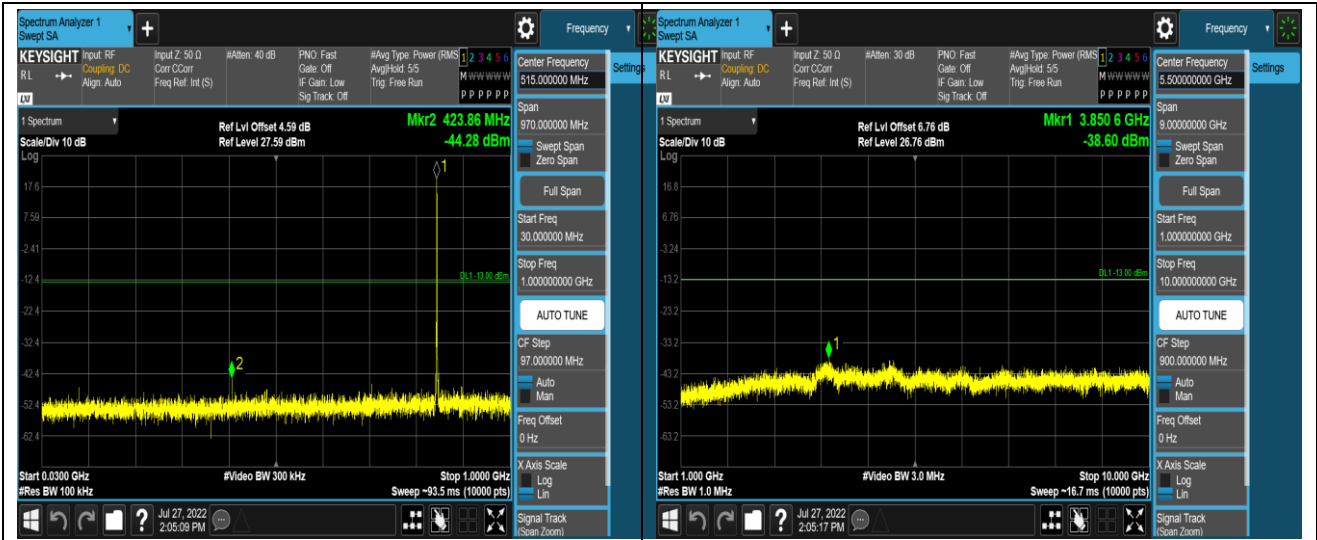 Spectrum Analyzer 1
Swept SA
+
Frequency
KEYSIGHT
RL
LXI
Input: RF
Coupling: DC
Align: Auto
Input Z: 50 Ω
Corr CCorr
Freq Ref: Int (S)
#Atten: 40 dB
PNO: Fast
Gate: Off
IF Gain: Low
Sig Track: Off
#Avg Type: Power (RMS
Avg|Hold: 5/5
Trig: Free Run
1 2 3 4 5 6
M W W W W W
P P P P P P
1 Spectrum
Scale/Div 10 dB
Ref Lvl Offset 4.59 dB
Ref Level 27.59 dBm
Mkr2 423.86 MHz
-44.28 dBm
Log
17.6
7.59
-2.41
-12.4
-22.4
-32.4
-42.4
-52.4
-62.4
1
2
DL1 -13.00 dBm
Start 0.0300 GHz
#Res BW 100 kHz
#Video BW 300 kHz
Stop 1.0000 GHz
Sweep ~93.5 ms (10000 pts)
?
Jul 27, 2022
2:05:09 PM
Center Frequency
515.000000 MHz
Span
970.000000 MHz
Swept Span
Zero Span
Full Span
Start Freq
30.000000 MHz
Stop Freq
1.000000000 GHz
AUTO TUNE
CF Step
97.000000 MHz
Auto
Man
Freq Offset
0 Hz
X Axis Scale
Log
Lin
Signal Track
(Span Zoom)
Settings
Spectrum Analyzer 1
Swept SA
+
Frequency
KEYSIGHT
RL
LXI
Input: RF
Coupling: DC
Align: Auto
Input Z: 50 Ω
Corr CCorr
Freq Ref: Int (S)
#Atten: 30 dB
PNO: Fast
Gate: Off
IF Gain: Low
Sig Track: Off
#Avg Type: Power (RMS
Avg|Hold: 5/5
Trig: Free Run
1 2 3 4 5 6
M W W W W W
P P P P P P
1 Spectrum
Scale/Div 10 dB
Ref Lvl Offset 6.76 dB
Ref Level 26.76 dBm
Mkr1 3.850 6 GHz
-38.60 dBm
Log
16.8
6.76
-3.24
-13.2
-23.2
-33.2
-43.2
-53.2
-63.2
1
DL1 -13.00 dBm
Start 1.000 GHz
#Res BW 1.0 MHz
#Video BW 3.0 MHz
Stop 10.000 GHz
Sweep ~16.7 ms (10000 pts)
?
Jul 27, 2022
2:05:17 PM
Center Frequency
5.500000000 GHz
Span
9.00000000 GHz
Swept Span
Zero Span
Full Span
Start Freq
1.000000000 GHz
Stop Freq
10.000000000 GHz
AUTO TUNE
CF Step
900.000000 MHz
Auto
Man
Freq Offset
0 Hz
X Axis Scale
Log
Lin
Signal Track
(Span Zoom)
Settings